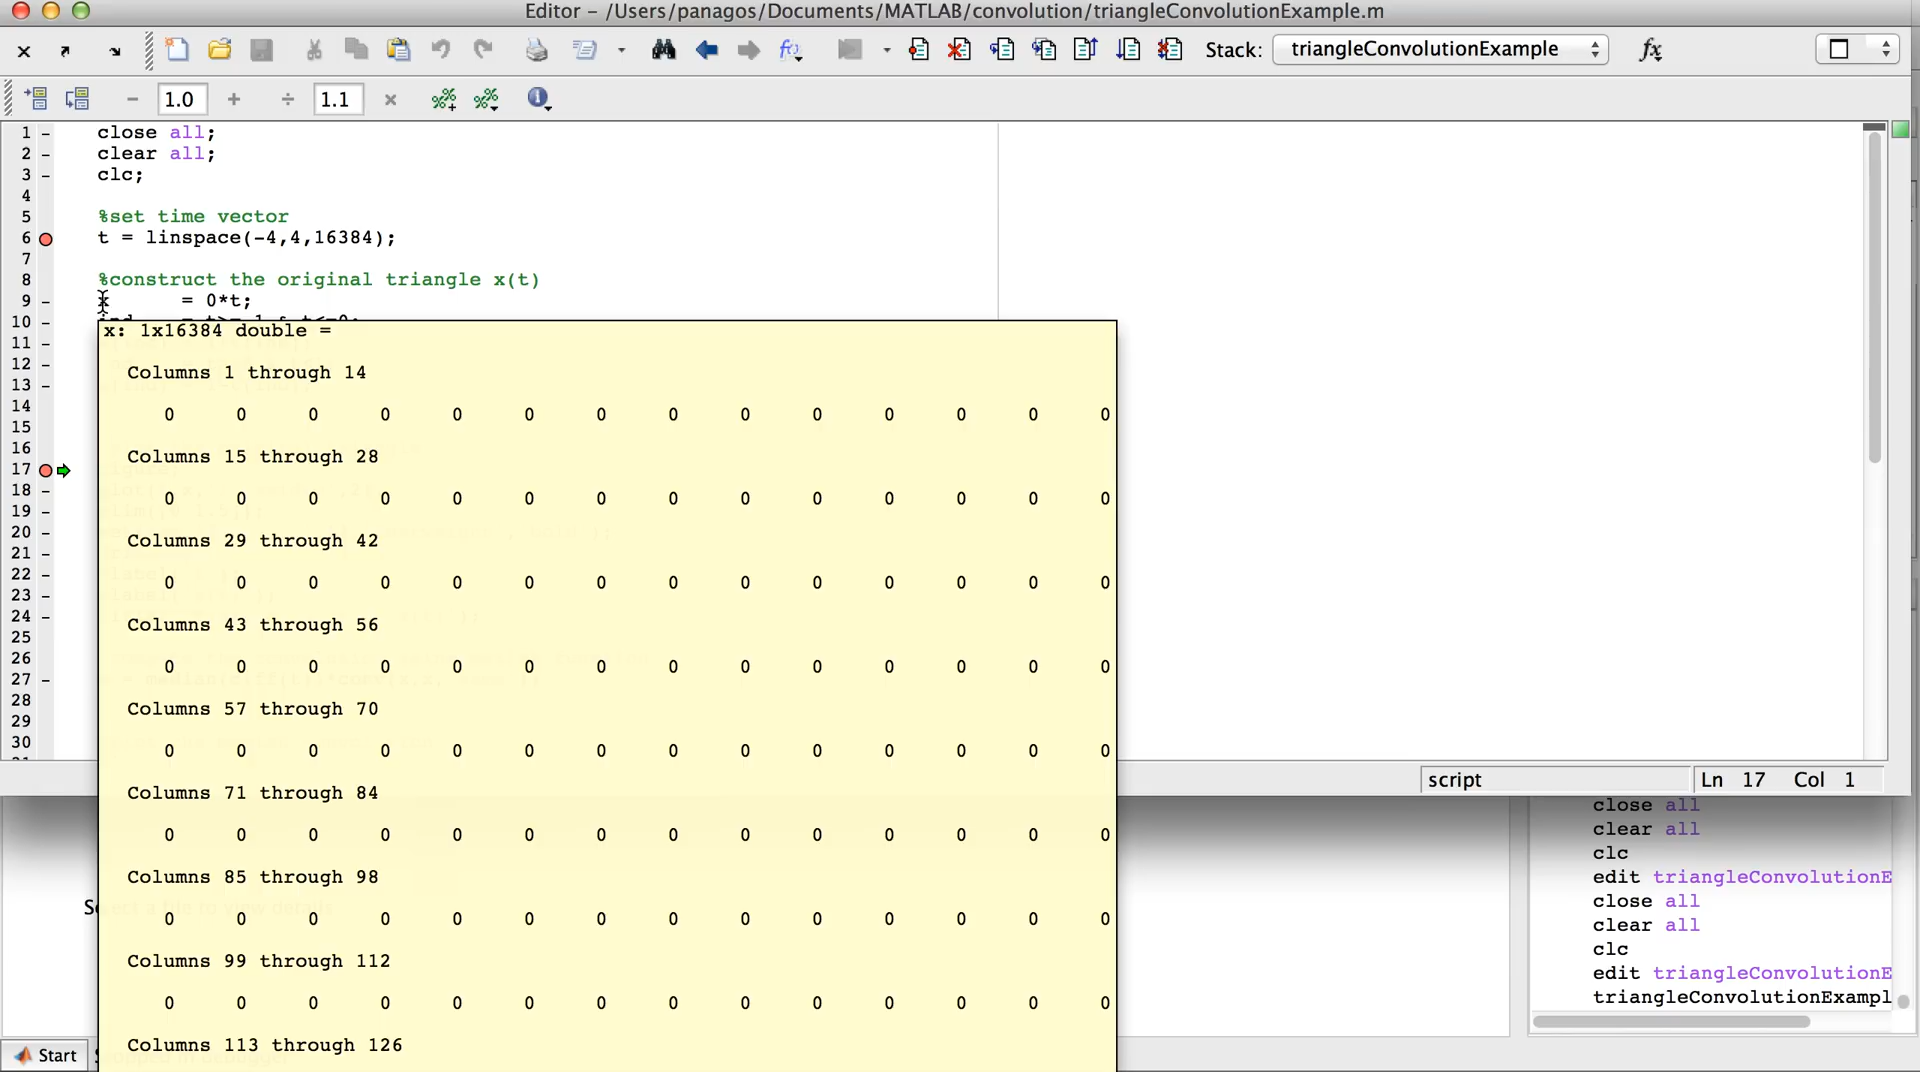 Editor – /Users/panagos/Documents/MATLAB/convolution/triangleConvolutionExample.m
Stack: triangleConvolutionExample
− 1.0 + ÷ 1.1 ×
1 – close all;
2 – clear all;
3 – clc;
4
5 %set time vector
6 t = linspace(-4,4,16384);
7
8 %construct the original triangle x(t)
9 – x = 0*t;
10 –
11 –
12 –
13 –
14
15
16
17
18 –
19 –
20 –
21 –
22 –
23 –
24 –
25
26
27 –
28
29
30
x: 1x16384 double =
Columns 1 through 14
0 0 0 0 0 0 0 0 0 0 0 0 0 0
Columns 15 through 28
0 0 0 0 0 0 0 0 0 0 0 0 0 0
Columns 29 through 42
0 0 0 0 0 0 0 0 0 0 0 0 0 0
Columns 43 through 56
0 0 0 0 0 0 0 0 0 0 0 0 0 0
Columns 57 through 70
0 0 0 0 0 0 0 0 0 0 0 0 0 0
Columns 71 through 84
0 0 0 0 0 0 0 0 0 0 0 0 0 0
Columns 85 through 98
0 0 0 0 0 0 0 0 0 0 0 0 0 0
Columns 99 through 112
0 0 0 0 0 0 0 0 0 0 0 0 0 0
Columns 113 through 126
script Ln 17 Col 1
close all
clear all
clc
edit triangleConvolutionE
close all
clear all
clc
edit triangleConvolutionE
triangleConvolutionExampl
Select a file to view details
Start